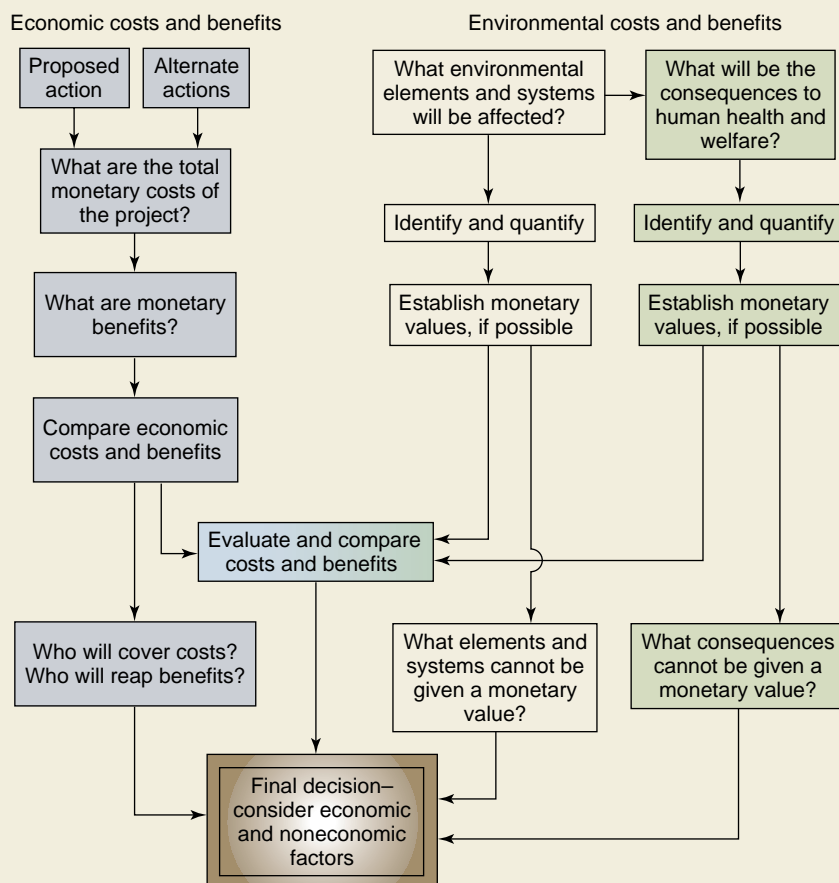 Economic costs and benefits
Environmental costs and benefits
Proposed
action
Alternate
actions
What are the total
monetary costs of
the project?
What are monetary
benefits?
Compare economic
costs and benefits
What environmental
elements and systems
will be affected?
What will be the
consequences to
human health and
welfare?
Identify and quantify
Identify and quantify
Establish monetary
values, if possible
Establish monetary
values, if possible
Evaluate and compare
costs and benefits
Who will cover costs?
Who will reap benefits?
What elements and
systems cannot be
given a monetary
value?
What consequences
cannot be given a
monetary value?
Final decision–
consider economic
and noneconomic
factors